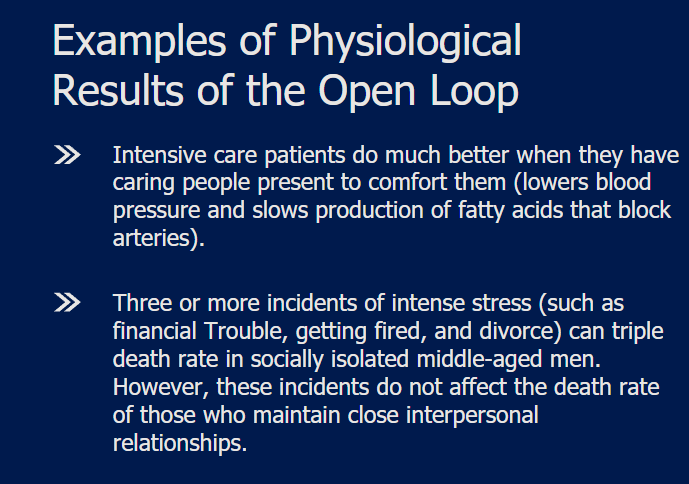 Examples of Physiological
Results of the Open Loop
Intensive care patients do much better when they have
caring people present to comfort them (lowers blood
pressure and slows production of fatty acids that block
arteries).
Three or more incidents of intense stress (such as
financial Trouble, getting fired, and divorce) can triple
death rate in socially isolated middle-aged men.
However, these incidents do not affect the death rate
of those who maintain close interpersonal
relationships.